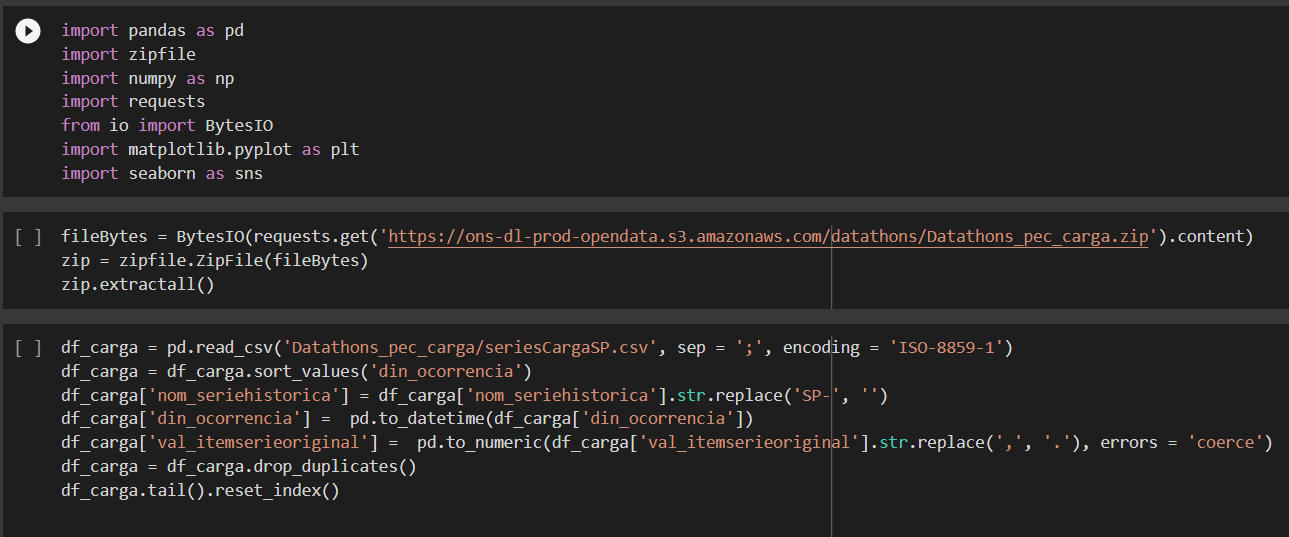 import pandas as pd
import zipfile
import numpy as np
import requests
from io import BytesIO
import matplotlib.pyplot as plt
import seaborn as sns
[ ] fileBytes = BytesIO(requests.get('https://ons-dl-prod-opendata.s3.amazonaws.com/datathons/Datathons_pec_carga.zip').content)
zip = zipfile.ZipFile(fileBytes)
zip.extractall()
[ ] df_carga = pd.read_csv('Datathons_pec_carga/seriesCargaSP.csv', sep = ';', encoding = 'ISO-8859-1')
df_carga = df_carga.sort_values('din_ocorrencia')
df_carga['nom_seriehistorica'] = df_carga['nom_seriehistorica'].str.replace('SP-', '')
df_carga['din_ocorrencia'] =  pd.to_datetime(df_carga['din_ocorrencia'])
df_carga['val_itemserieoriginal'] =  pd.to_numeric(df_carga['val_itemserieoriginal'].str.replace(',', '.'), errors = 'coerce')
df_carga = df_carga.drop_duplicates()
df_carga.tail().reset_index()